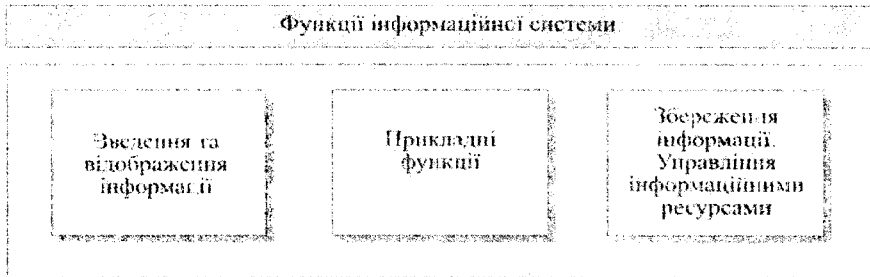 Функції інформаційної системи
Зведення та
відображення
інформації
Прикладні
функції
Збереження
інформації.
Управління
інформаційними
ресурсами